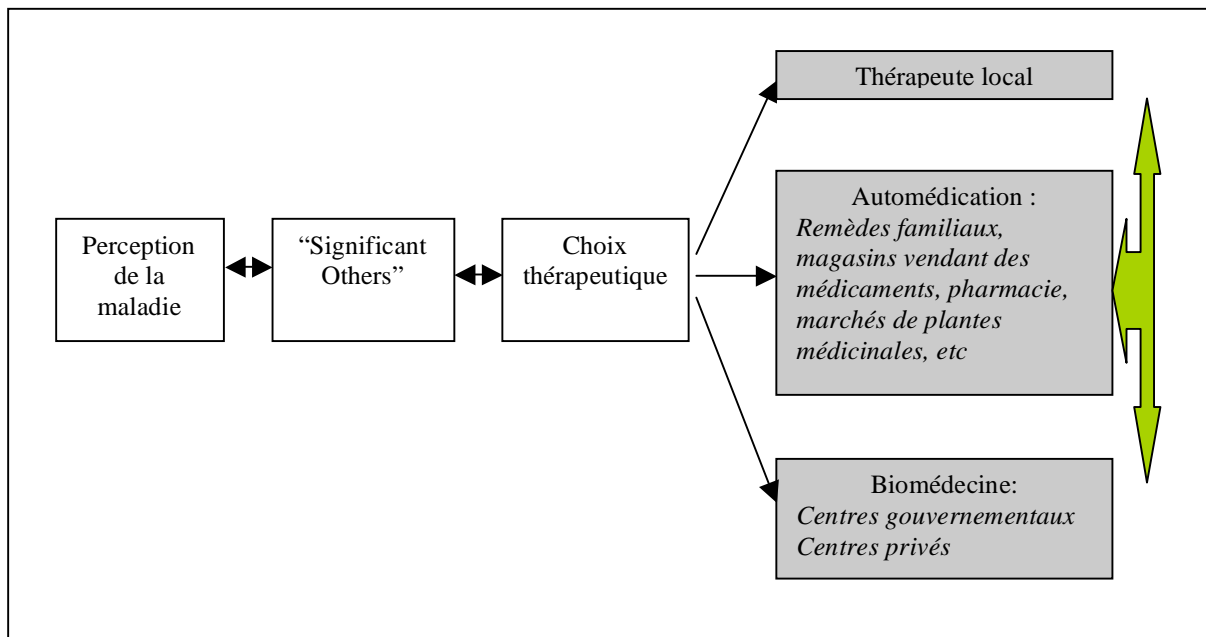 Thérapeute local
Automédication :
Remèdes familiaux,
magasins vendant des
médicaments, pharmacie,
marchés de plantes
médicinales, etc
Perception
de la
maladie
“Significant
Others”
Choix
thérapeutique
Biomédecine:
Centres gouvernementaux
Centres privés